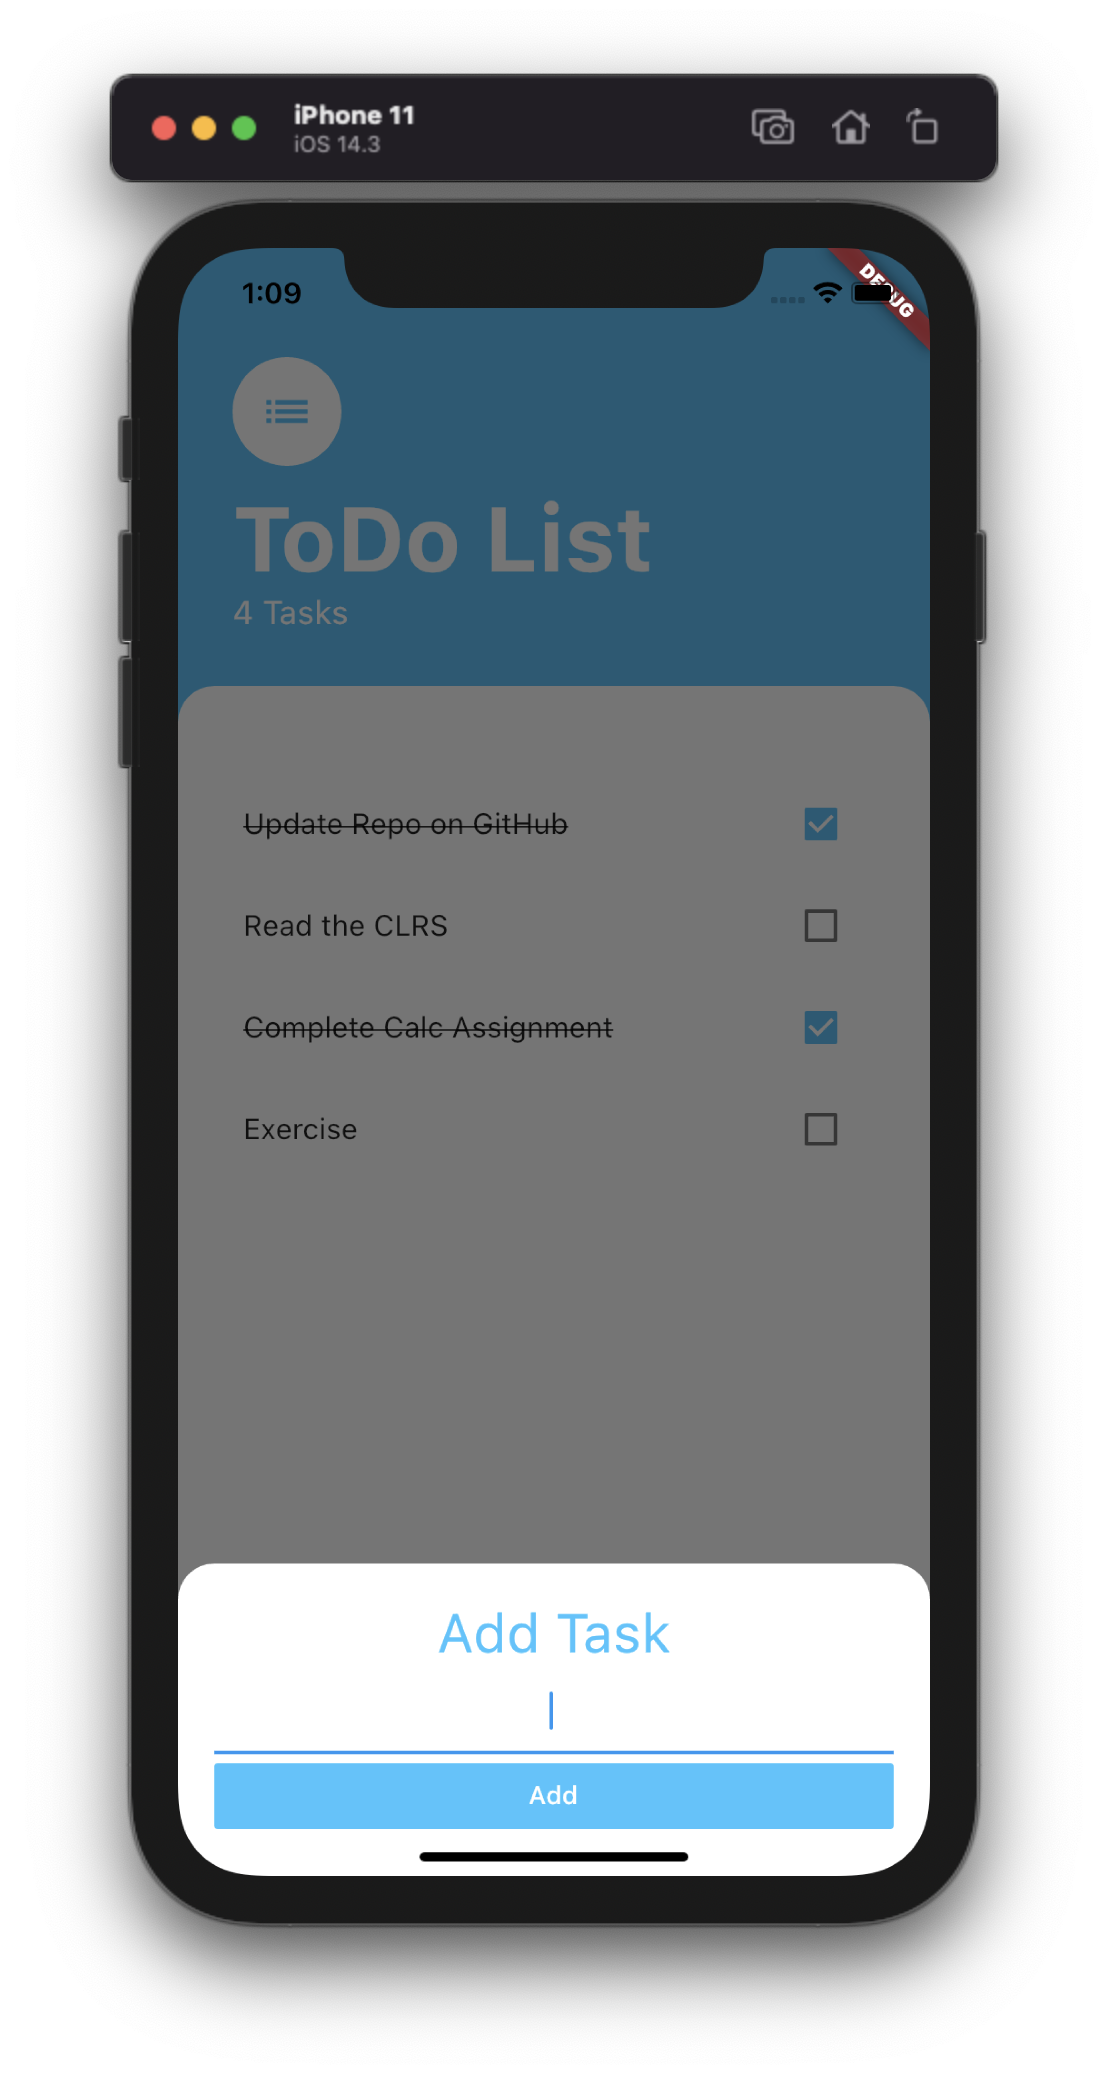 iPhone 11
iOS 14.3
1:09
DEBUG
ToDo List
4 Tasks
Update Repo on GitHub
Read the CLRS
Complete Calc Assignment
Exercise
Add Task
Add